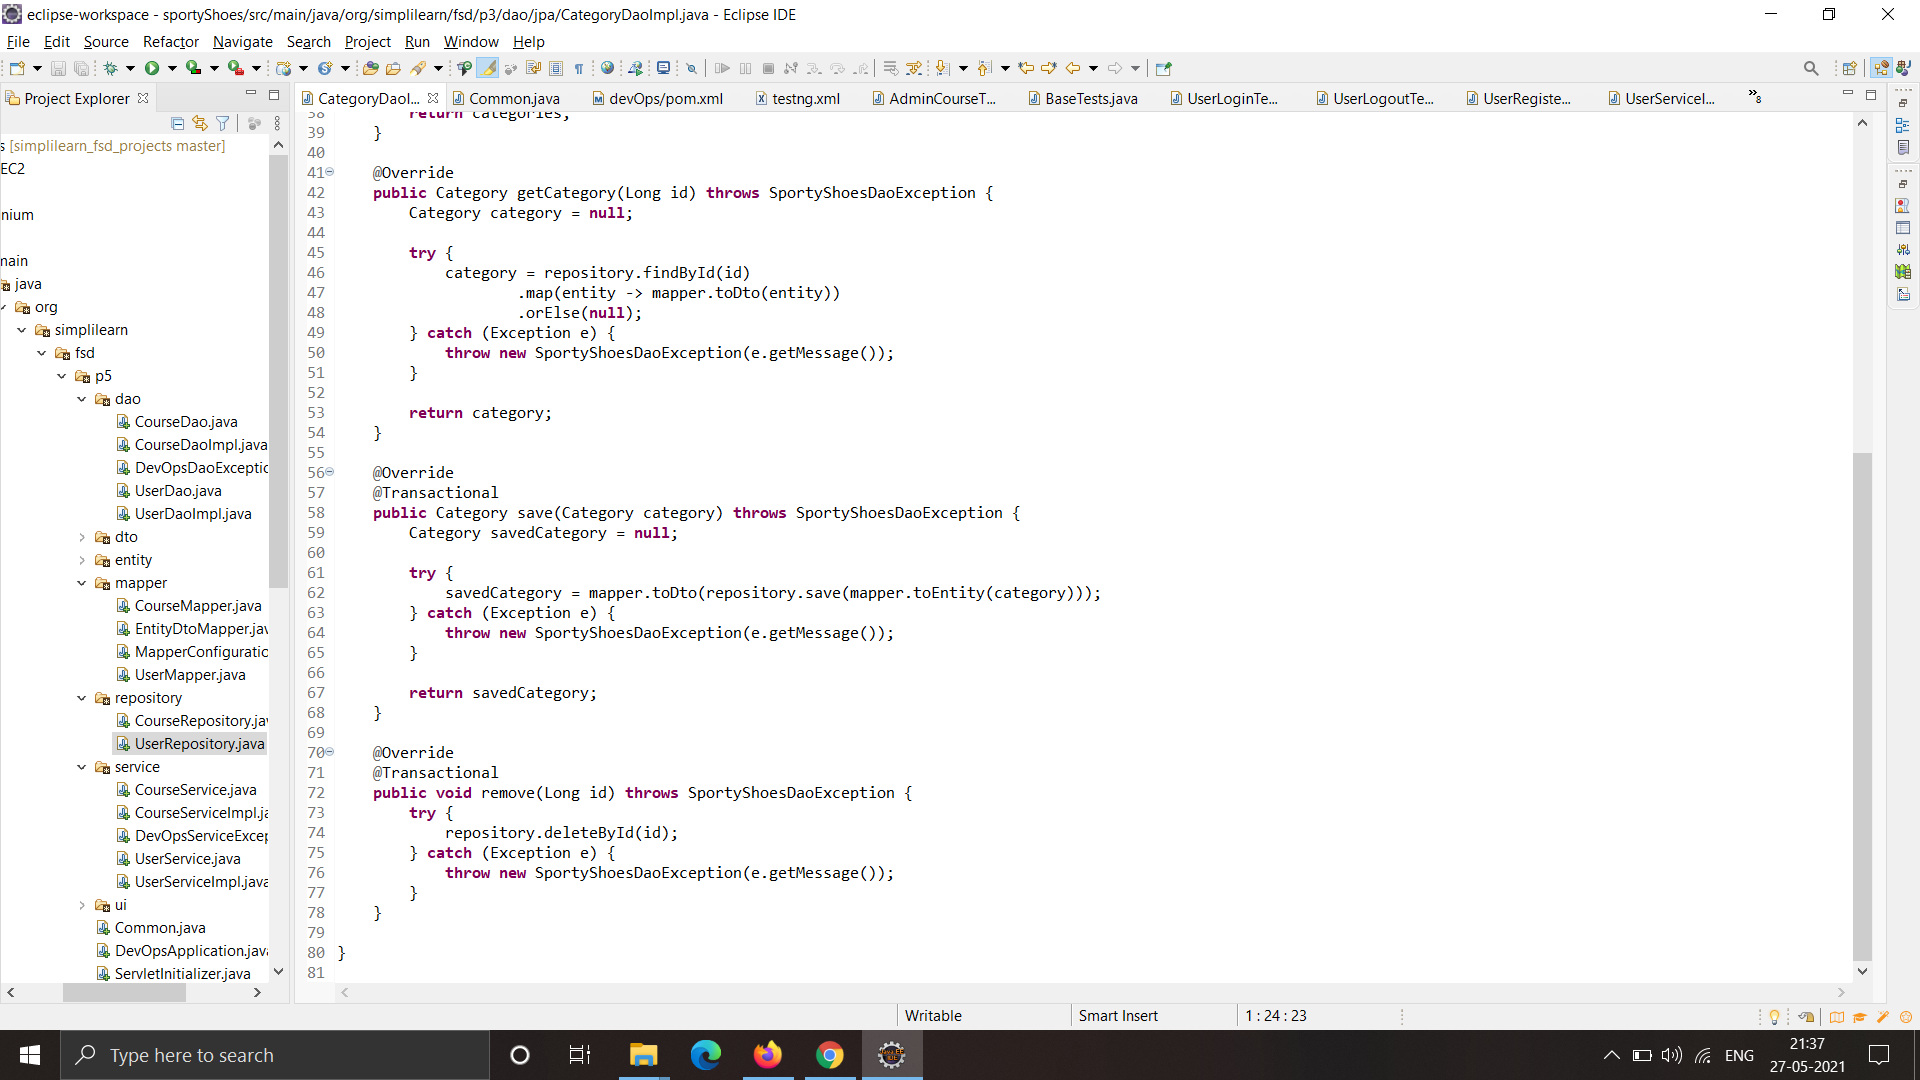 eclipse-workspace - sportyShoes/src/main/java/org/simplilearn/fsd/p3/dao/jpa/CategoryDaoImpl.java - Eclipse IDE
File Edit Source Refactor Navigate Search Project Run Window Help
Project Explorer
CategoryDaoI... Common.java devOps/pom.xml testng.xml AdminCourseT... BaseTests.java UserLoginTe... UserLogoutTe... UserRegiste... UserServiceI... »8
s [simplilearn_fsd_projects master]
EC2
nium
main
java
org
simplilearn
fsd
p5
dao
CourseDao.java
CourseDaoImpl.java
DevOpsDaoExceptio
UserDao.java
UserDaoImpl.java
dto
entity
mapper
CourseMapper.java
EntityDtoMapper.jav
MapperConfiguratio
UserMapper.java
repository
CourseRepository.jav
UserRepository.java
service
CourseService.java
CourseServiceImpl.ja
DevOpsServiceExcep
UserService.java
UserServiceImpl.java
ui
Common.java
DevOpsApplication.java
ServletInitializer.java
38 return categories;
39 }
40
41 @Override
42 public Category getCategory(Long id) throws SportyShoesDaoException {
43 Category category = null;
44
45 try {
46 category = repository.findById(id)
47 .map(entity -> mapper.toDto(entity))
48 .orElse(null);
49 } catch (Exception e) {
50 throw new SportyShoesDaoException(e.getMessage());
51 }
52
53 return category;
54 }
55
56 @Override
57 @Transactional
58 public Category save(Category category) throws SportyShoesDaoException {
59 Category savedCategory = null;
60
61 try {
62 savedCategory = mapper.toDto(repository.save(mapper.toEntity(category)));
63 } catch (Exception e) {
64 throw new SportyShoesDaoException(e.getMessage());
65 }
66
67 return savedCategory;
68 }
69
70 @Override
71 @Transactional
72 public void remove(Long id) throws SportyShoesDaoException {
73 try {
74 repository.deleteById(id);
75 } catch (Exception e) {
76 throw new SportyShoesDaoException(e.getMessage());
77 }
78 }
79
80 }
81
Writable Smart Insert 1 : 24 : 23
Type here to search
ENG
21:37
27-05-2021